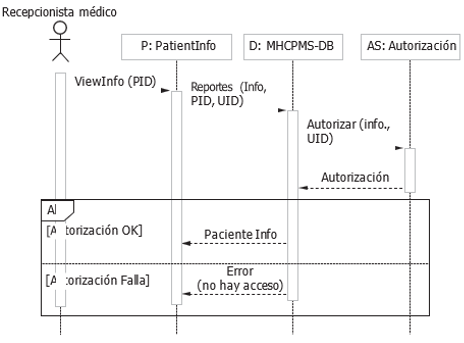 Recepcionista médico
P: PatientInfo
D: MHCPMS-DB
AS: Autorización
ViewInfo (PID)
Reportes (Info,
PID, UID)
Autorizar (info.,
UID)
Autorización
[Autorización OK]
Paciente Info
Error
(no hay acceso)
[Autorización Falla]